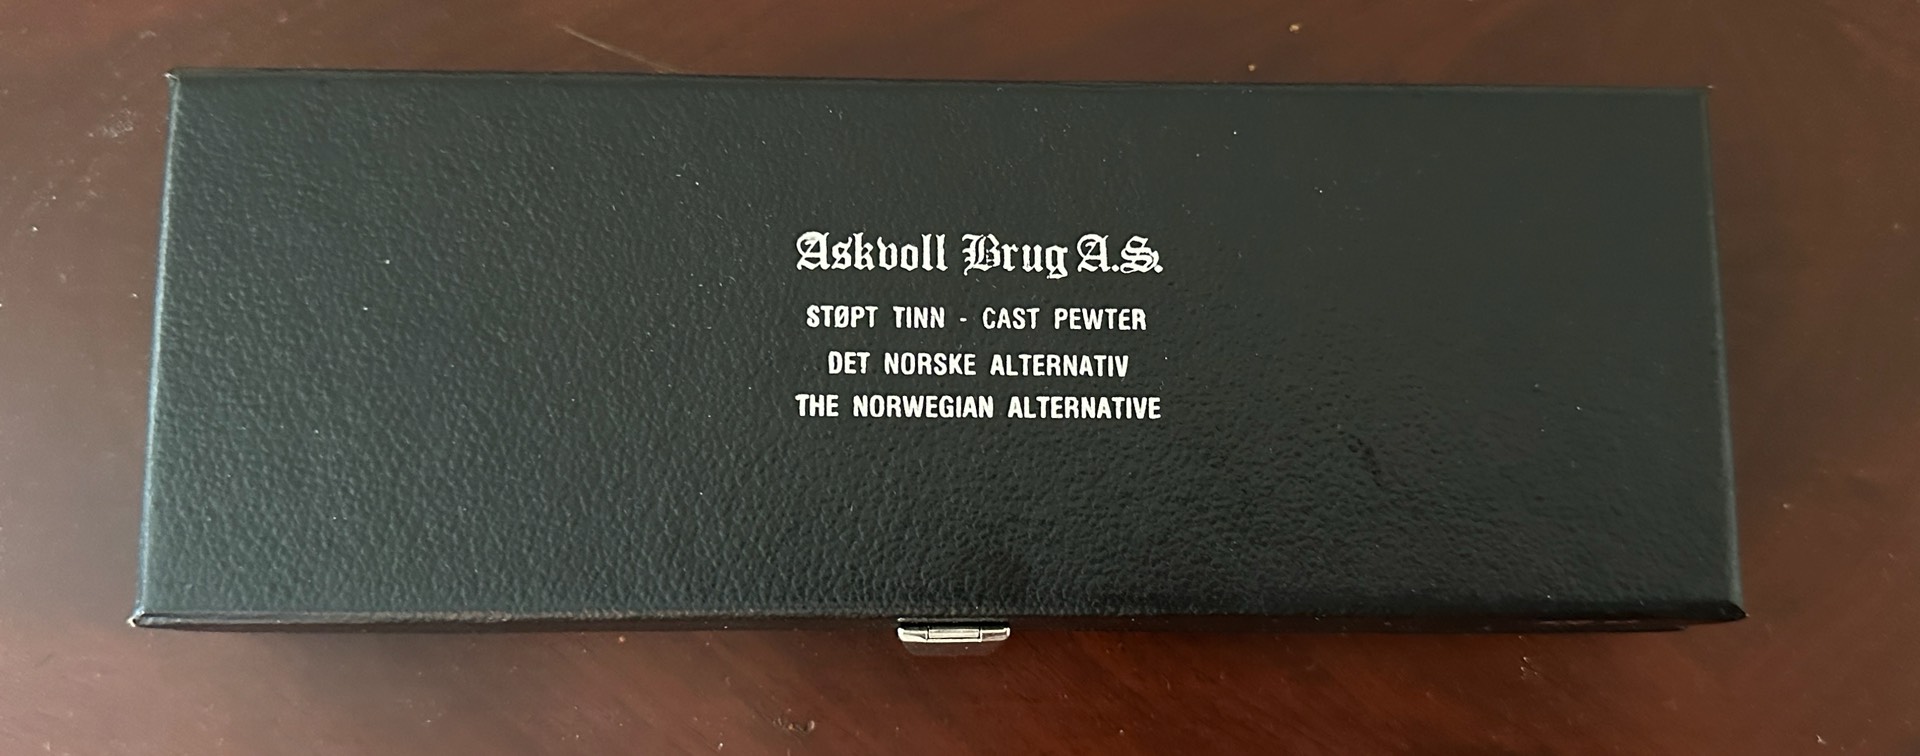 Askvoll Brug A.S.
STØPT TINN - CAST PEWTER
DET NORSKE ALTERNATIV
THE NORWEGIAN ALTERNATIVE